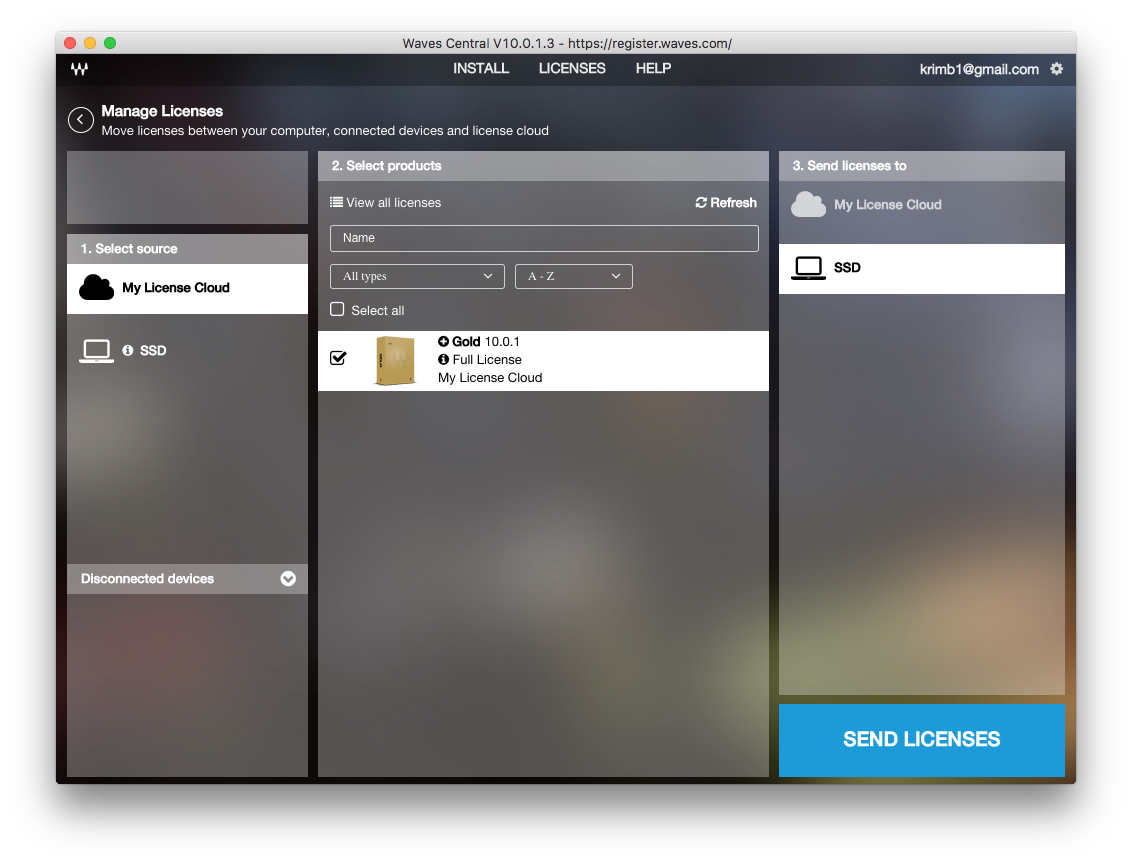 Waves Central V10.0.1.3 - https://register.waves.com/
INSTALL LICENSES HELP krimb1@gmail.com
Manage Licenses
Move licenses between your computer, connected devices and license cloud
1. Select source
My License Cloud
SSD
Disconnected devices
2. Select products
View all licenses Refresh
Name
All types A - Z
Select all
Gold 10.0.1
Full License
My License Cloud
3. Send licenses to
My License Cloud
SSD
SEND LICENSES